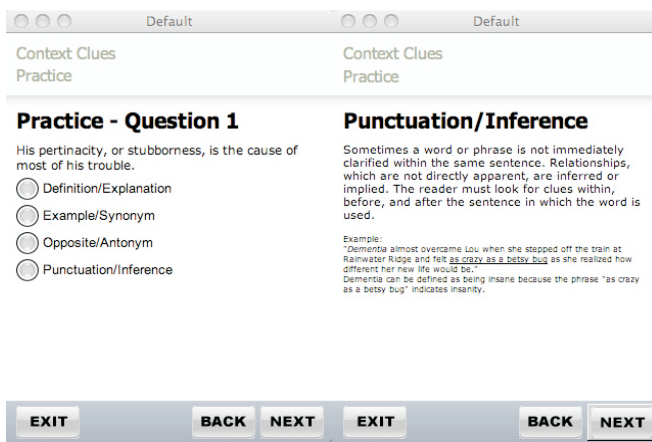 Default
Context Clues
Practice
Practice - Question 1
His pertinacity, or stubborness, is the cause of
most of his trouble.
Definition/Explanation
Example/Synonym
Opposite/Antonym
Punctuation/Inference
EXIT
BACK
NEXT
Default
Context Clues
Practice
Punctuation/Inference
Sometimes a word or phrase is not immediately
clarified within the same sentence. Relationships,
which are not directly apparent, are inferred or
implied. The reader must look for clues within,
before, and after the sentence in which the word is
used.
Example:
"Dementia almost overcame Lou when she stepped off the train at
Rainwater Ridge and felt as crazy as a betsy bug as she realized how
different her new life would be."
Dementia can be defined as being insane because the phrase "as crazy
as a betsy bug" indicates insanity.
EXIT
BACK
NEXT